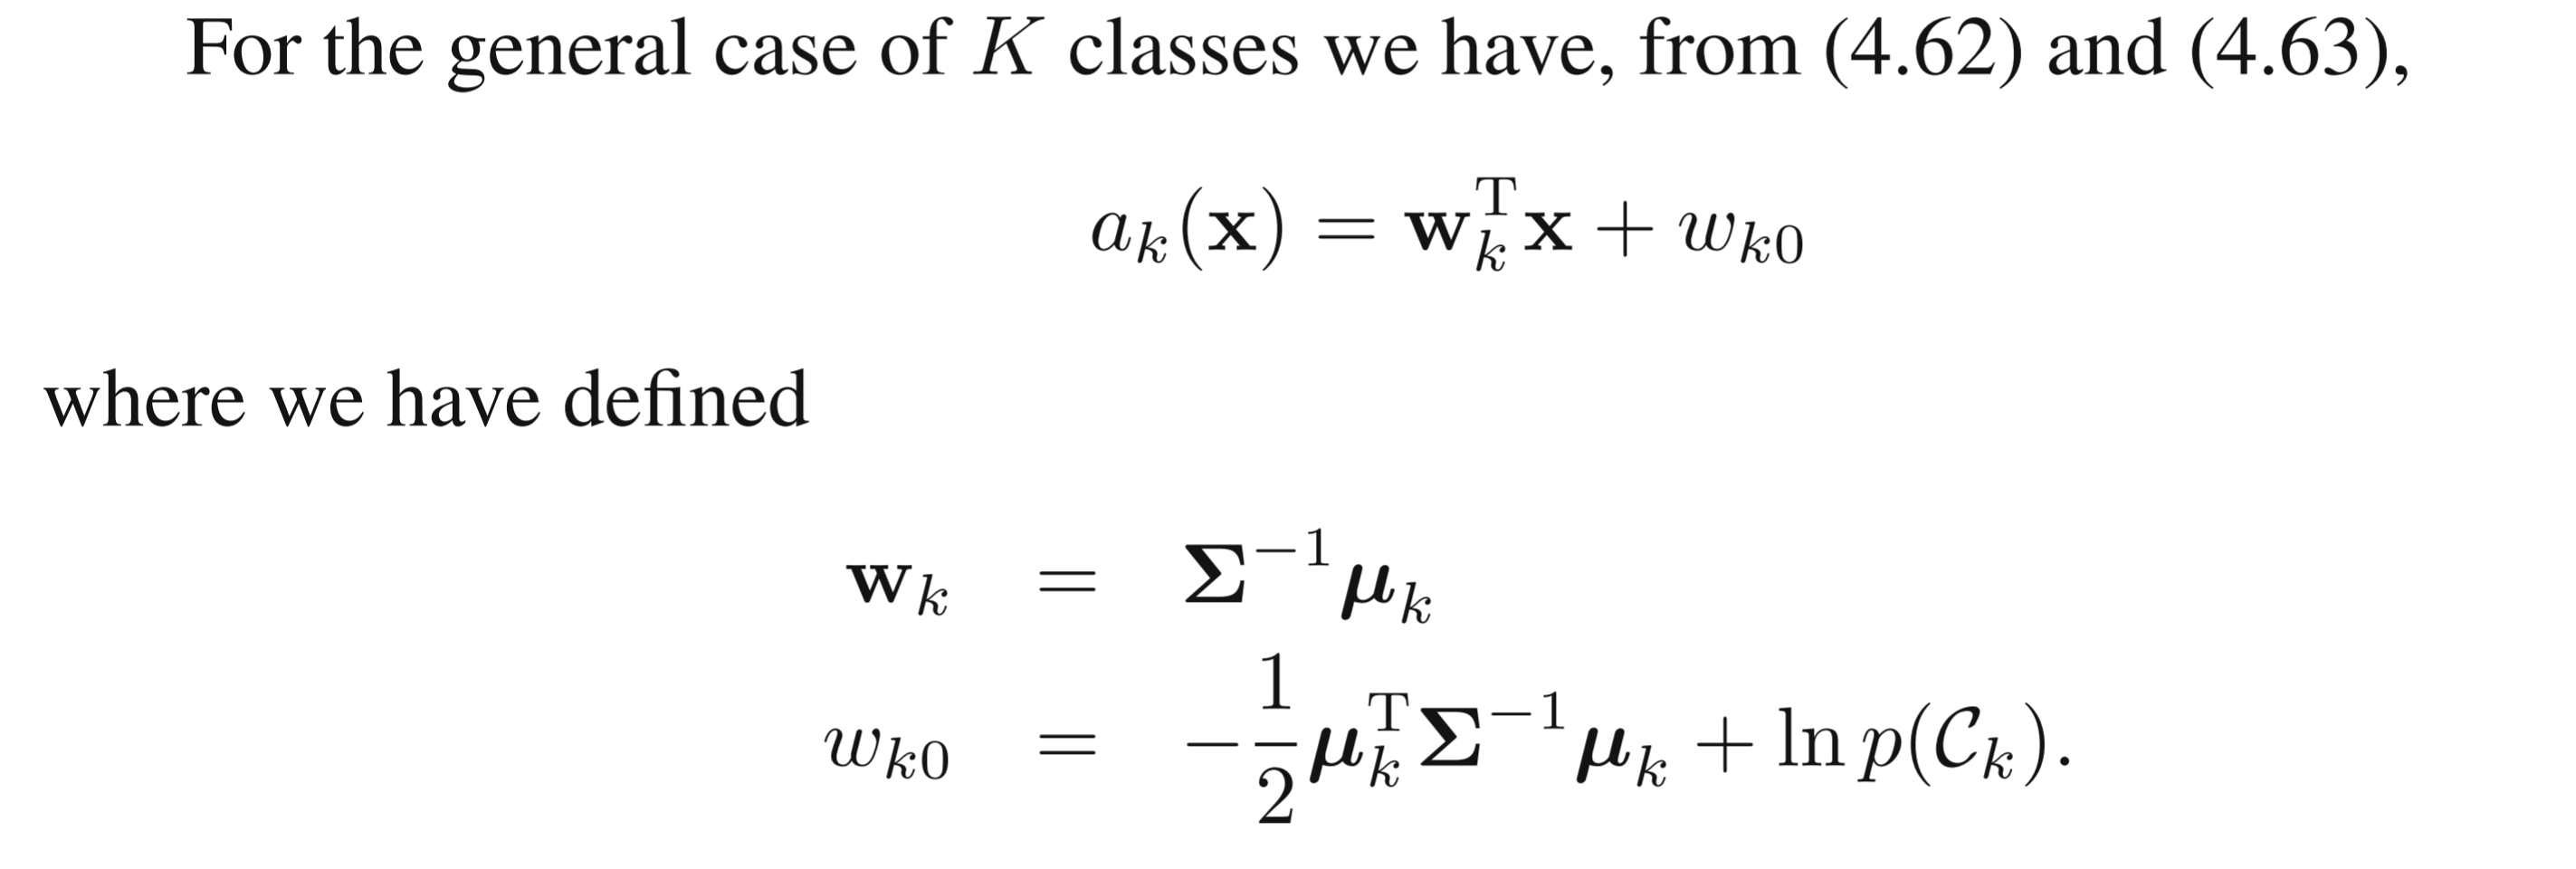 For the general case of K classes we have, from (4.62) and (4.63),
a_k(𝐱) = 𝐰_k^T 𝐱 + w_{k0}
where we have defined
𝐰_k = 𝚺^{−1} 𝛍_k
w_{k0} = −\frac{1}{2} 𝛍_k^T 𝚺^{−1} 𝛍_k + ln p(𝒞_k).